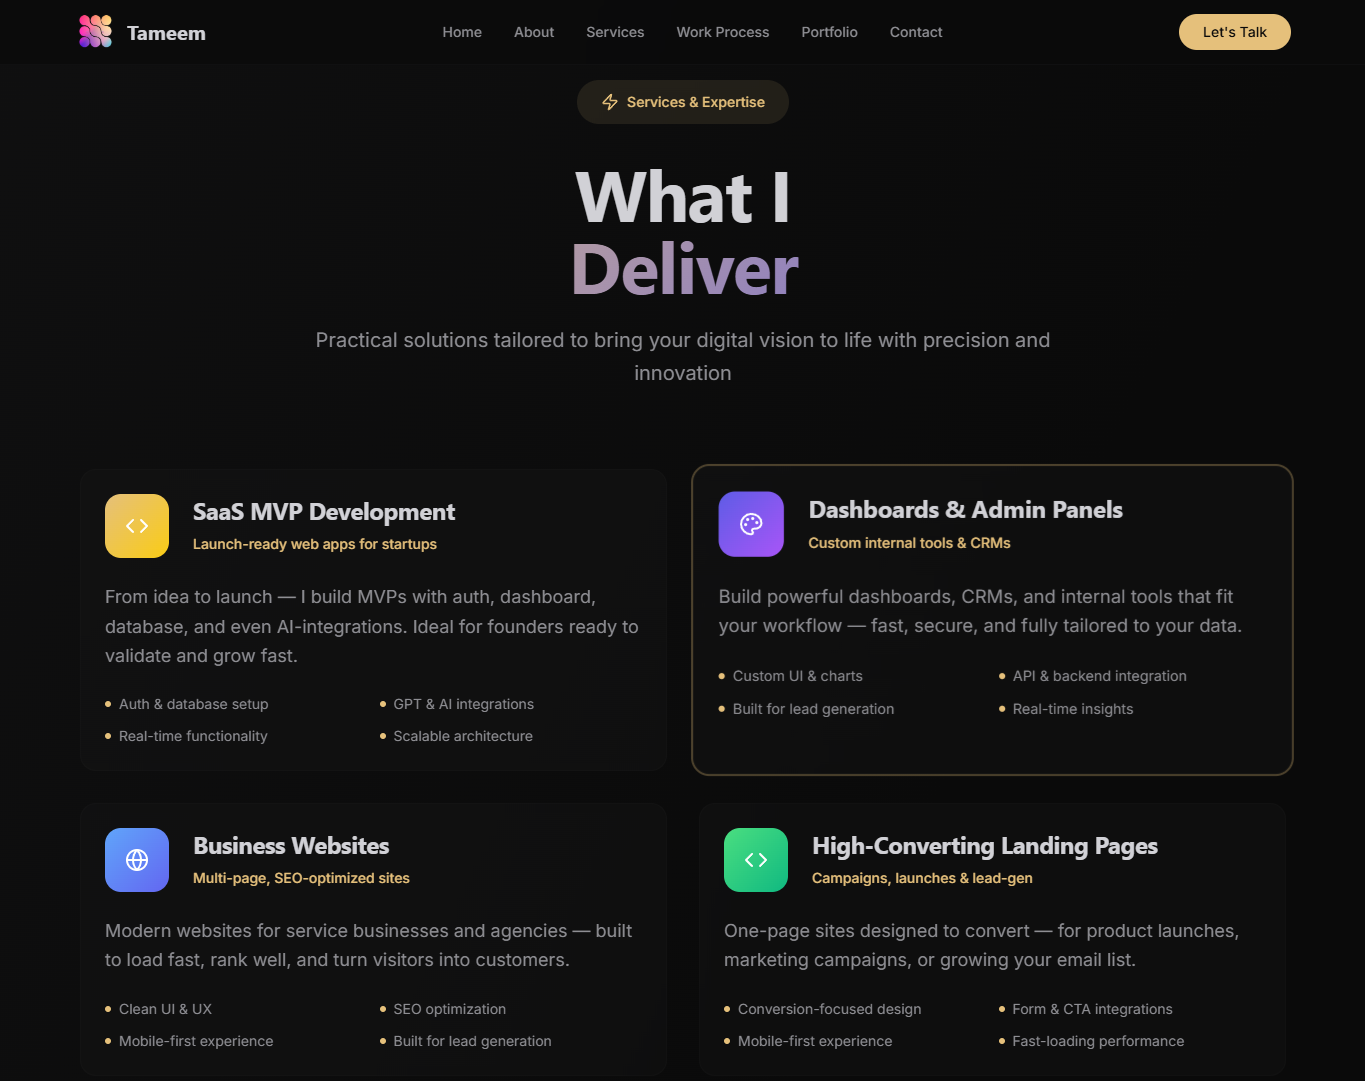 Tameem
Home
About
Services
Work Process
Portfolio
Contact
Let's Talk
Services & Expertise
What I
Deliver
Practical solutions tailored to bring your digital vision to life with precision and
innovation
SaaS MVP Development
Launch-ready web apps for startups
From idea to launch — I build MVPs with auth, dashboard,
database, and even AI-integrations. Ideal for founders ready to
validate and grow fast.
Auth & database setup
GPT & AI integrations
Real-time functionality
Scalable architecture
Dashboards & Admin Panels
Custom internal tools & CRMs
Build powerful dashboards, CRMs, and internal tools that fit
your workflow — fast, secure, and fully tailored to your data.
Custom UI & charts
API & backend integration
Built for lead generation
Real-time insights
Business Websites
Multi-page, SEO-optimized sites
Modern websites for service businesses and agencies — built
to load fast, rank well, and turn visitors into customers.
Clean UI & UX
SEO optimization
Mobile-first experience
Built for lead generation
High-Converting Landing Pages
Campaigns, launches & lead-gen
One-page sites designed to convert — for product launches,
marketing campaigns, or growing your email list.
Conversion-focused design
Form & CTA integrations
Mobile-first experience
Fast-loading performance